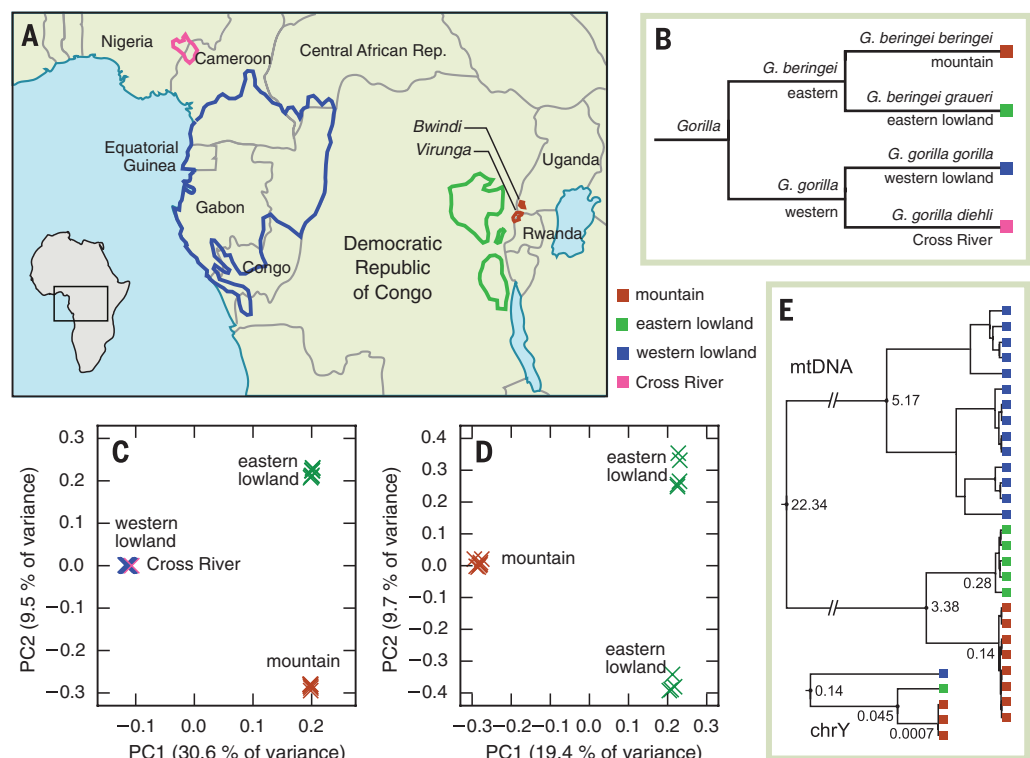 A
Nigeria
Cameroon
Central African Rep.
Equatorial
Guinea
Gabon
Congo
Democratic
Republic
of Congo
Bwindi
Virunga
Uganda
Rwanda
mountain
eastern lowland
western lowland
Cross River
B
Gorilla
G. beringei
eastern
G. gorilla
western
G. beringei beringei
mountain
G. beringei graueri
eastern lowland
G. gorilla gorilla
western lowland
G. gorilla diehli
Cross River
C
PC2 (9.5 % of variance)
0.3
0.2
0.1
0.0
−0.1
−0.2
−0.3
eastern
lowland
western
lowland
Cross River
mountain
−0.1 0.0 0.1 0.2
PC1 (30.6 % of variance)
D
PC2 (9.7 % of variance)
0.4
0.3
0.2
0.1
0.0
−0.1
−0.2
−0.3
−0.4
eastern
lowland
mountain
eastern
lowland
−0.3 −0.2 −0.1 0.0 0.1 0.2 0.3
PC1 (19.4 % of variance)
E
mtDNA
5.17
22.34
0.28
3.38
0.14
0.14
0.045
0.0007
chrY